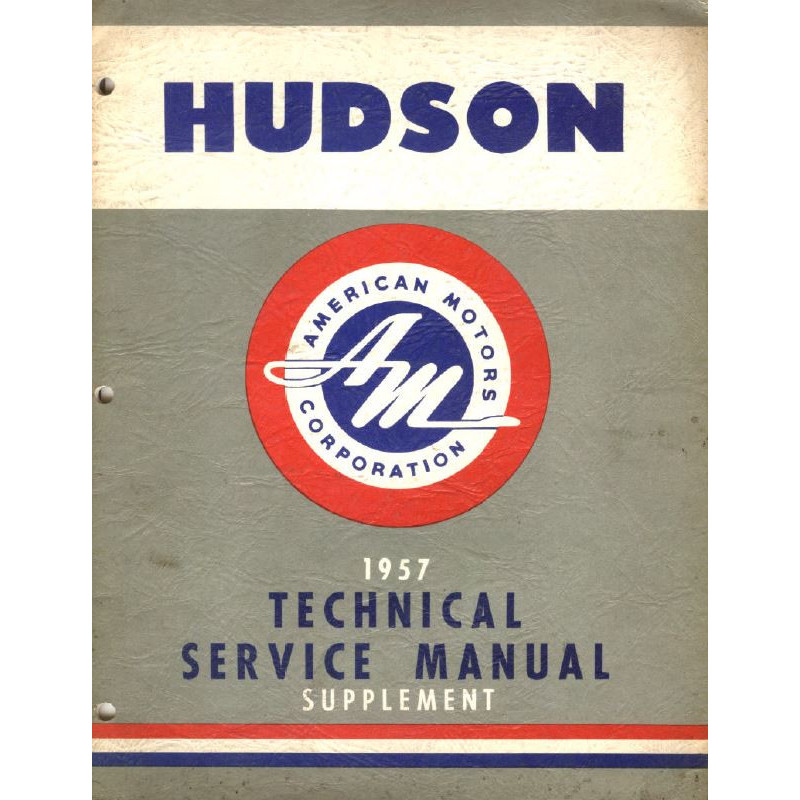 HUDSON
AMERICAN MOTORS
AM
CORPORATION
1957
TECHNICAL
SERVICE MANUAL
SUPPLEMENT